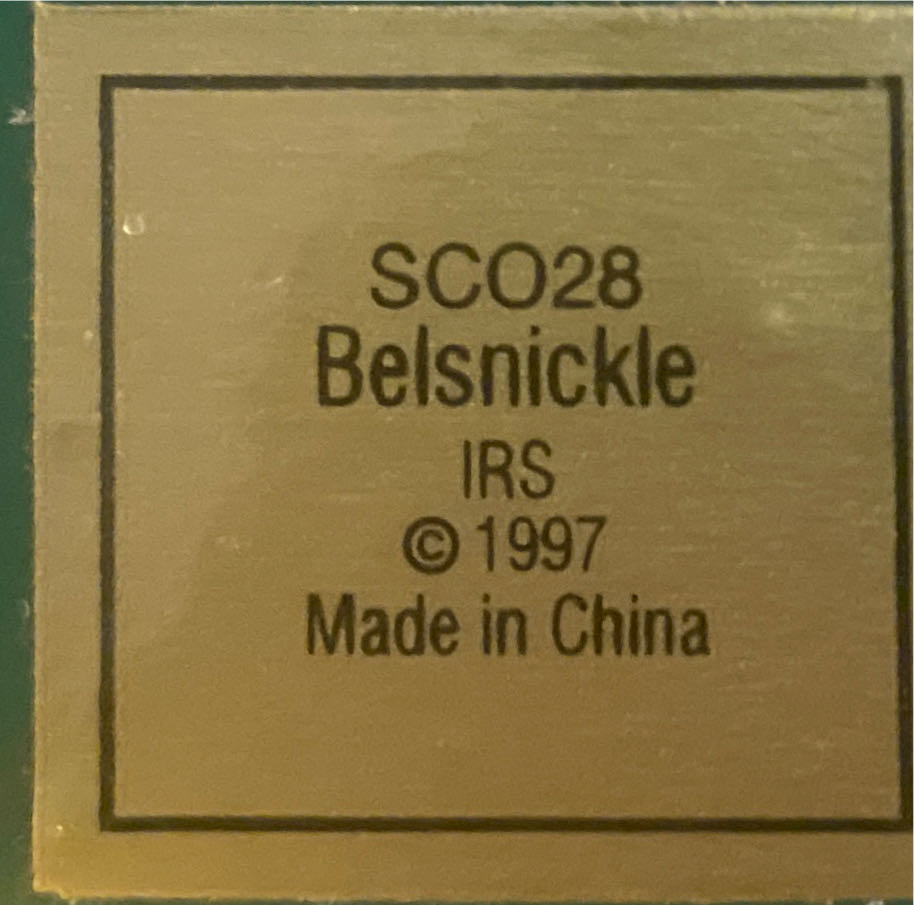 SCO28
Belsnickle
IRS
© 1997
Made in China